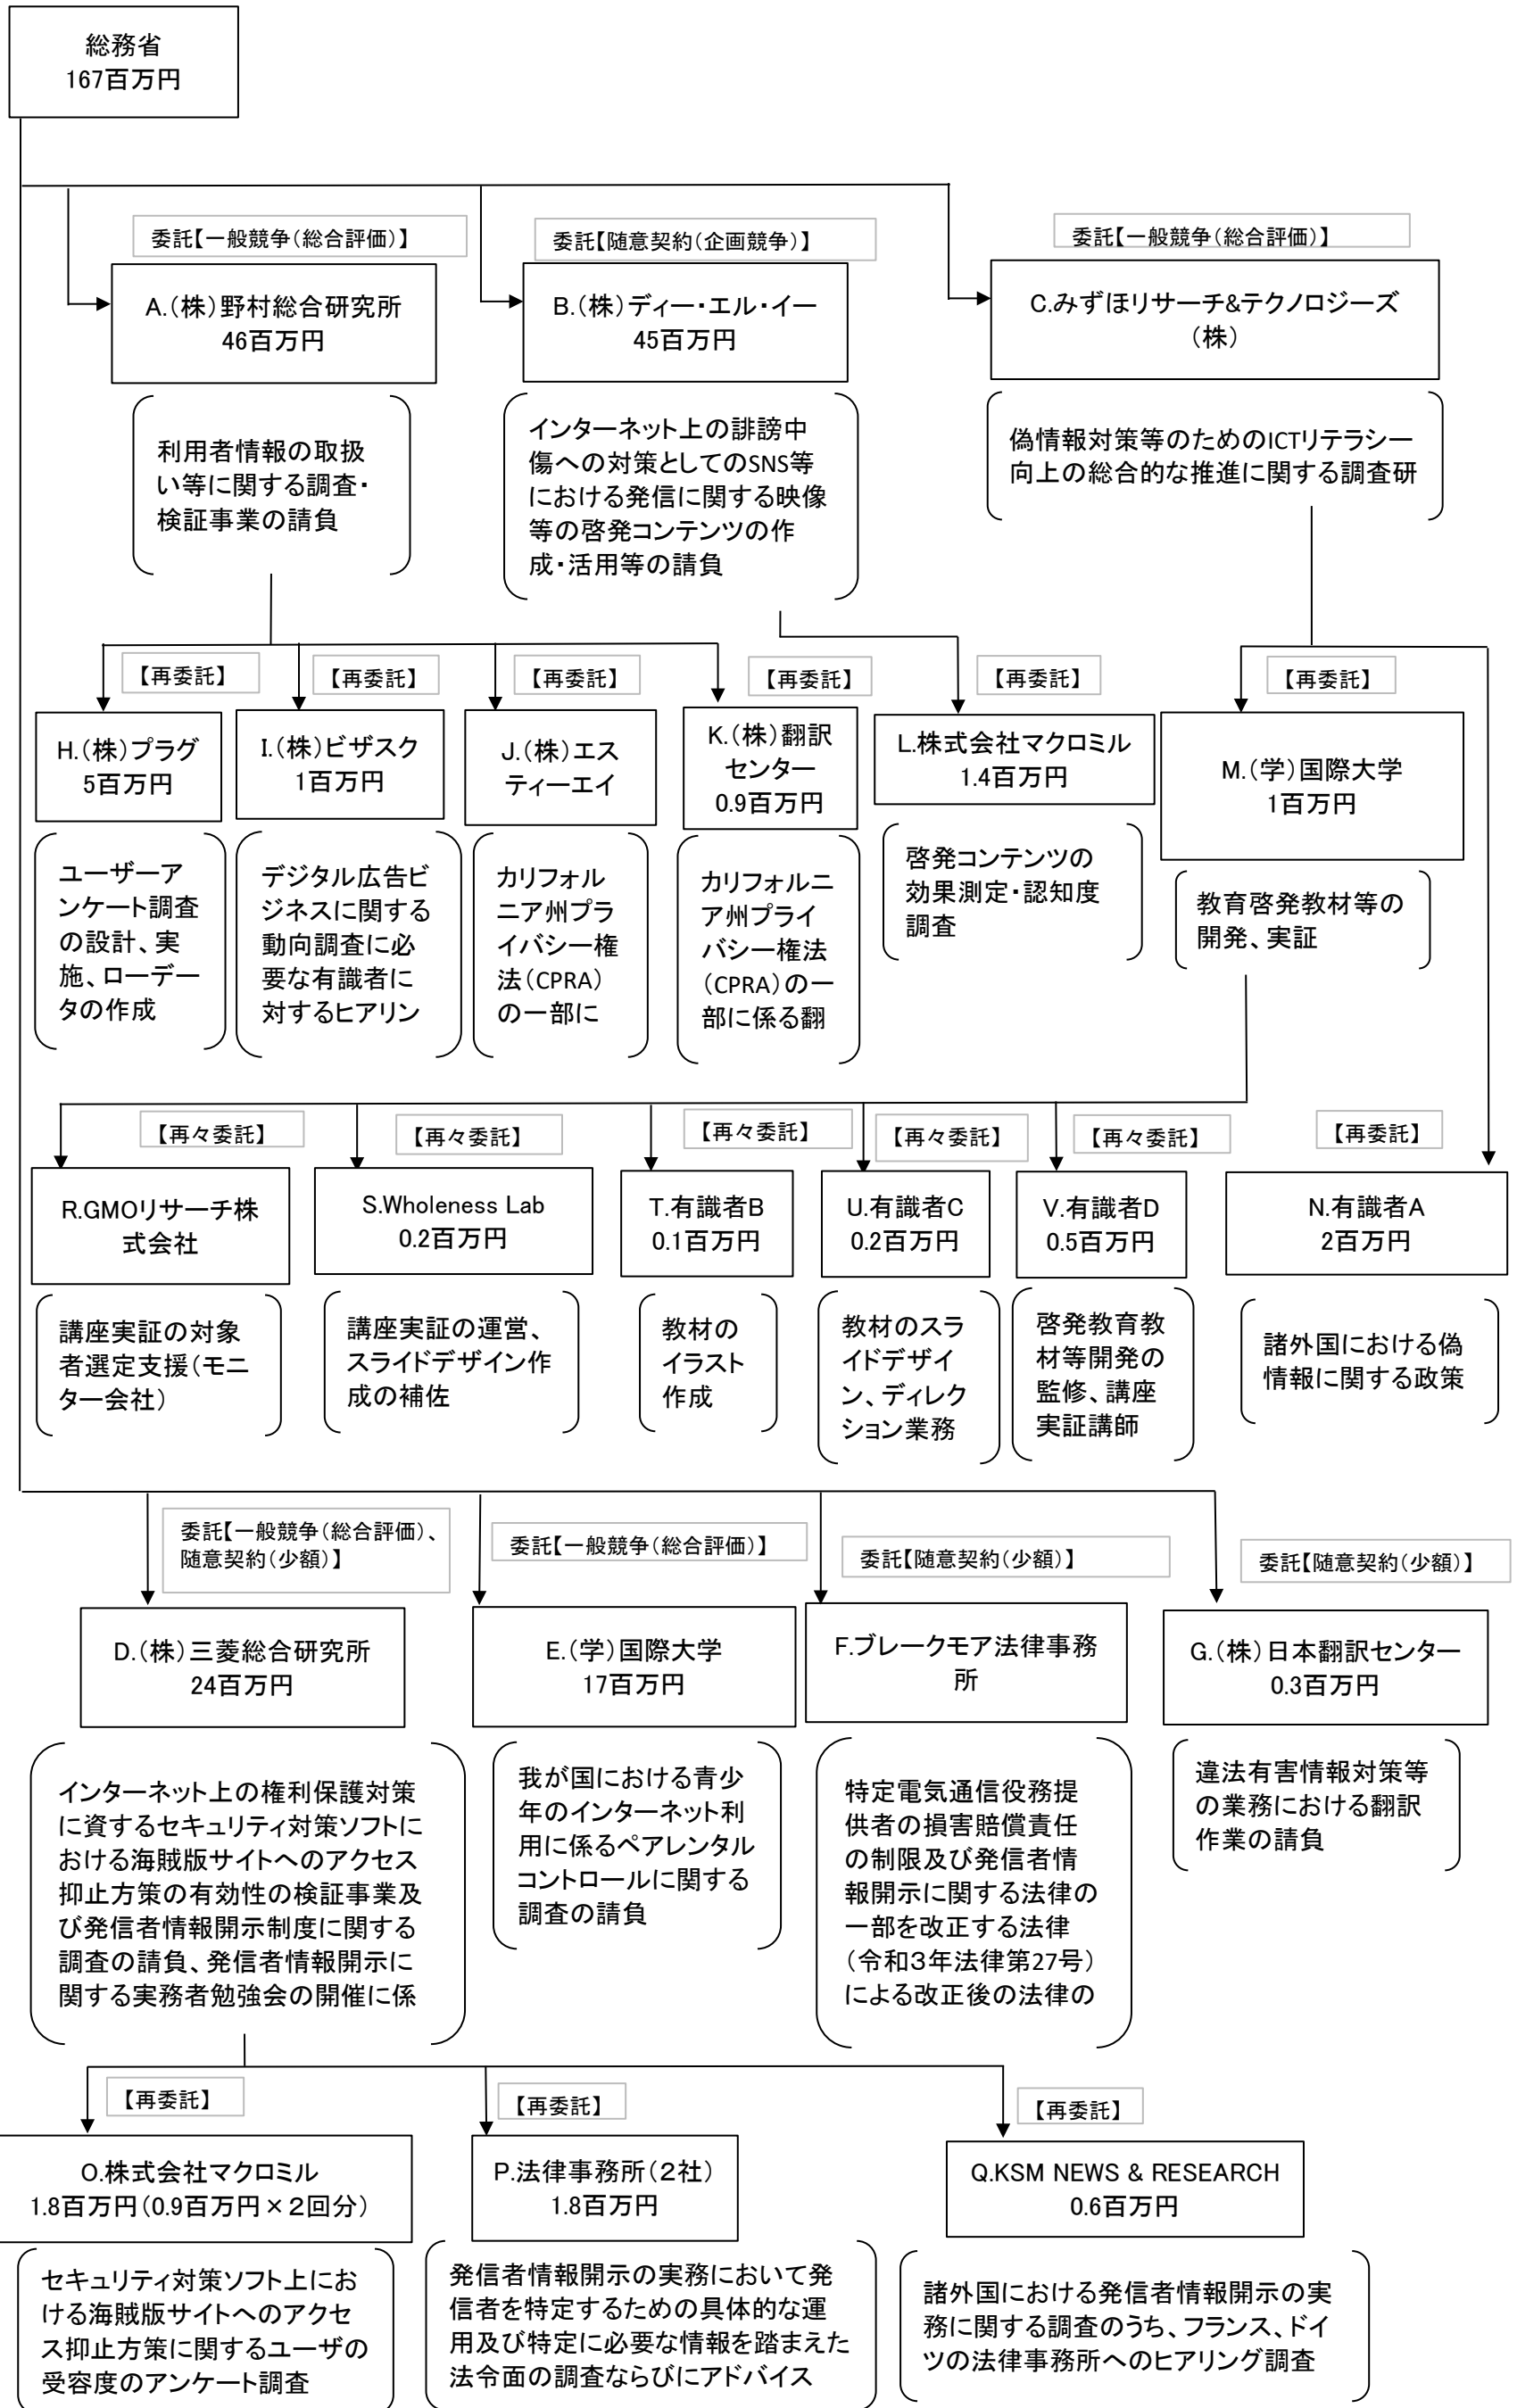 総務省
167百万円
委託【一般競争（総合評価）】
委託【随意契約（企画競争）】
委託【一般競争（総合評価）】
A.（株）野村総合研究所
46百万円
B.（株）ディー・エル・イー
45百万円
C.みずほリサーチ&テクノロジーズ
（株）
利用者情報の取扱
い等に関する調査・
検証事業の請負
インターネット上の誹謗中
傷への対策としてのSNS等
における発信に関する映像
等の啓発コンテンツの作
成・活用等の請負
偽情報対策等のためのICTリテラシー
向上の総合的な推進に関する調査研
【再委託】
【再委託】
【再委託】
【再委託】
【再委託】
【再委託】
H.（株）プラグ
5百万円
I.（株）ビザスク
1百万円
J.（株）エス
ティーエイ
K.（株）翻訳
センター
0.9百万円
L.株式会社マクロミル
1.4百万円
M.（学）国際大学
1百万円
ユーザーア
ンケート調査
の設計、実
施、ローデー
タの作成
デジタル広告ビ
ジネスに関する
動向調査に必
要な有識者に
対するヒアリン
カリフォル
ニア州プラ
イバシー権
法（CPRA）
の一部に
カリフォルニ
ア州プライ
バシー権法
（CPRA）の一
部に係る翻
啓発コンテンツの
効果測定・認知度
調査
教育啓発教材等の
開発、実証
【再々委託】
【再々委託】
【再々委託】
【再々委託】
【再々委託】
【再委託】
R.GMOリサーチ株
式会社
S.Wholeness Lab
0.2百万円
T.有識者B
0.1百万円
U.有識者C
0.2百万円
V.有識者D
0.5百万円
N.有識者A
2百万円
講座実証の対象
者選定支援（モニ
ター会社）
講座実証の運営、
スライドデザイン作
成の補佐
教材の
イラスト
作成
教材のスラ
イドデザイ
ン、ディレク
ション業務
啓発教育教
材等開発の
監修、講座
実証講師
諸外国における偽
情報に関する政策
委託【一般競争（総合評価）、
随意契約（少額）】
委託【一般競争（総合評価）】
委託【随意契約（少額）】
委託【随意契約（少額）】
D.（株）三菱総合研究所
24百万円
E.（学）国際大学
17百万円
F.ブレークモア法律事務
所
G.（株）日本翻訳センター
0.3百万円
インターネット上の権利保護対策
に資するセキュリティ対策ソフトに
おける海賊版サイトへのアクセス
抑止方策の有効性の検証事業及
び発信者情報開示制度に関する
調査の請負、発信者情報開示に
関する実務者勉強会の開催に係
我が国における青少
年のインターネット利
用に係るペアレンタル
コントロールに関する
調査の請負
特定電気通信役務提
供者の損害賠償責任
の制限及び発信者情
報開示に関する法律の
一部を改正する法律
（令和３年法律第27号）
による改正後の法律の
違法有害情報対策等
の業務における翻訳
作業の請負
【再委託】
【再委託】
【再委託】
O.株式会社マクロミル
1.8百万円（0.9百万円×２回分）
P.法律事務所（２社）
1.8百万円
Q.KSM NEWS & RESEARCH
0.6百万円
セキュリティ対策ソフト上にお
ける海賊版サイトへのアクセ
ス抑止方策に関するユーザの
受容度のアンケート調査
発信者情報開示の実務において発
信者を特定するための具体的な運
用及び特定に必要な情報を踏まえた
法令面の調査ならびにアドバイス
諸外国における発信者情報開示の実
務に関する調査のうち、フランス、ドイ
ツの法律事務所へのヒアリング調査